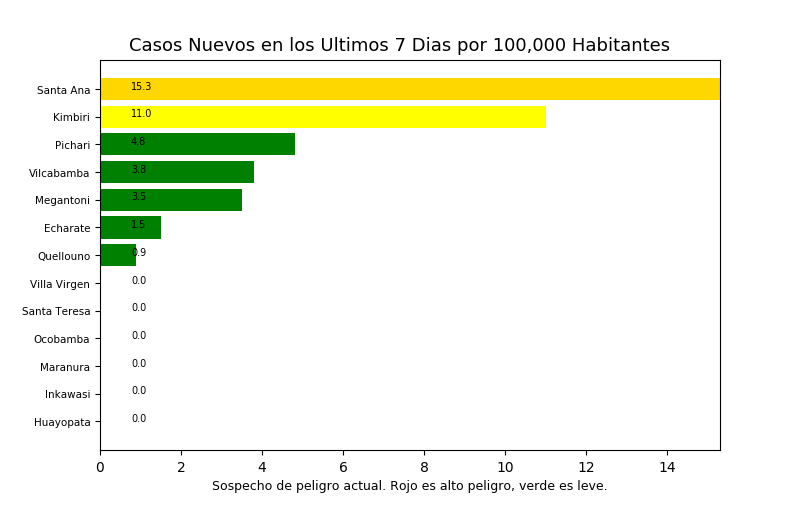 Casos Nuevos en los Ultimos 7 Dias por 100,000 Habitantes
Santa Ana 15.3
Kimbiri 11.0
Pichari 4.8
Vilcabamba 3.8
Megantoni 3.5
Echarate 1.5
Quellouno 0.9
Villa Virgen 0.0
Santa Teresa 0.0
Ocobamba 0.0
Maranura 0.0
Inkawasi 0.0
Huayopata 0.0
0 2 4 6 8 10 12 14
Sospecho de peligro actual. Rojo es alto peligro, verde es leve.